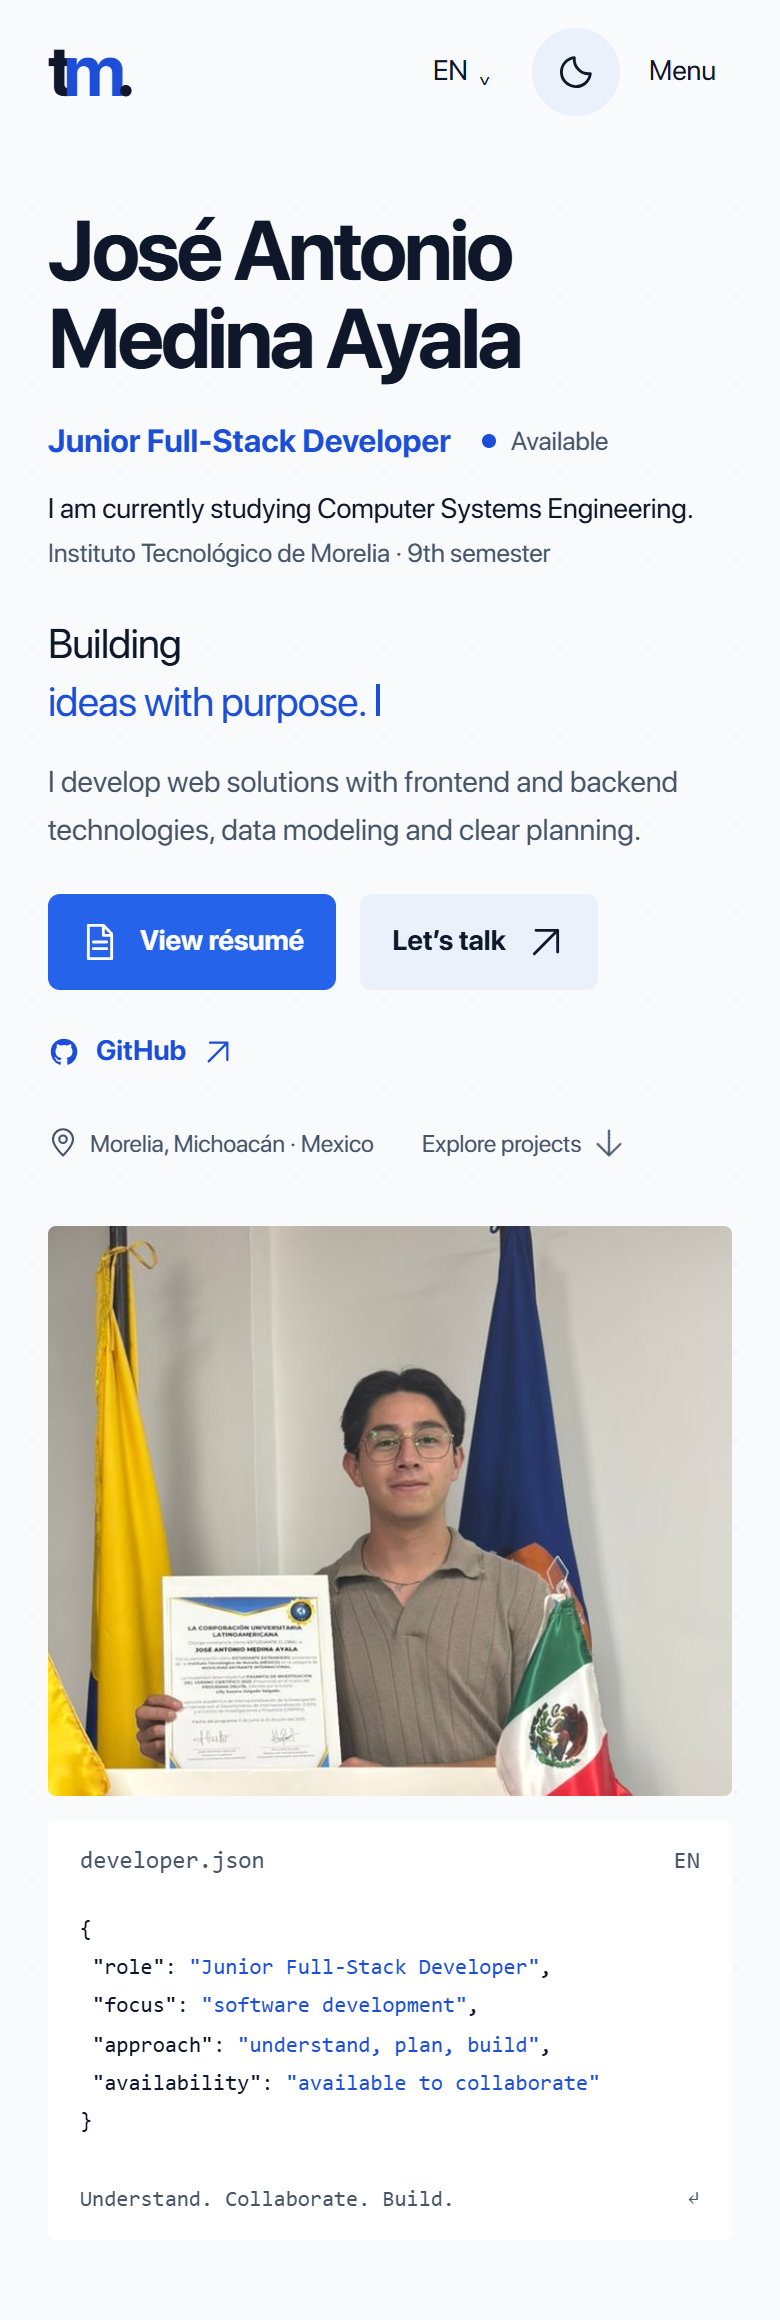 tm.
EN
Menu
José Antonio
Medina Ayala
Junior Full-Stack Developer
Available
I am currently studying Computer Systems Engineering.
Instituto Tecnológico de Morelia · 9th semester
Building
ideas with purpose.
I develop web solutions with frontend and backend
technologies, data modeling and clear planning.
View résumé
Let’s talk
GitHub
Morelia, Michoacán · Mexico
Explore projects
LA CORPORACIÓN UNIVERSITARIA
LATINOAMERICANA
JOSÉ ANTONIO MEDINA AYALA
developer.json
EN
{
"role": "Junior Full-Stack Developer",
"focus": "software development",
"approach": "understand, plan, build",
"availability": "available to collaborate"
}
Understand. Collaborate. Build.